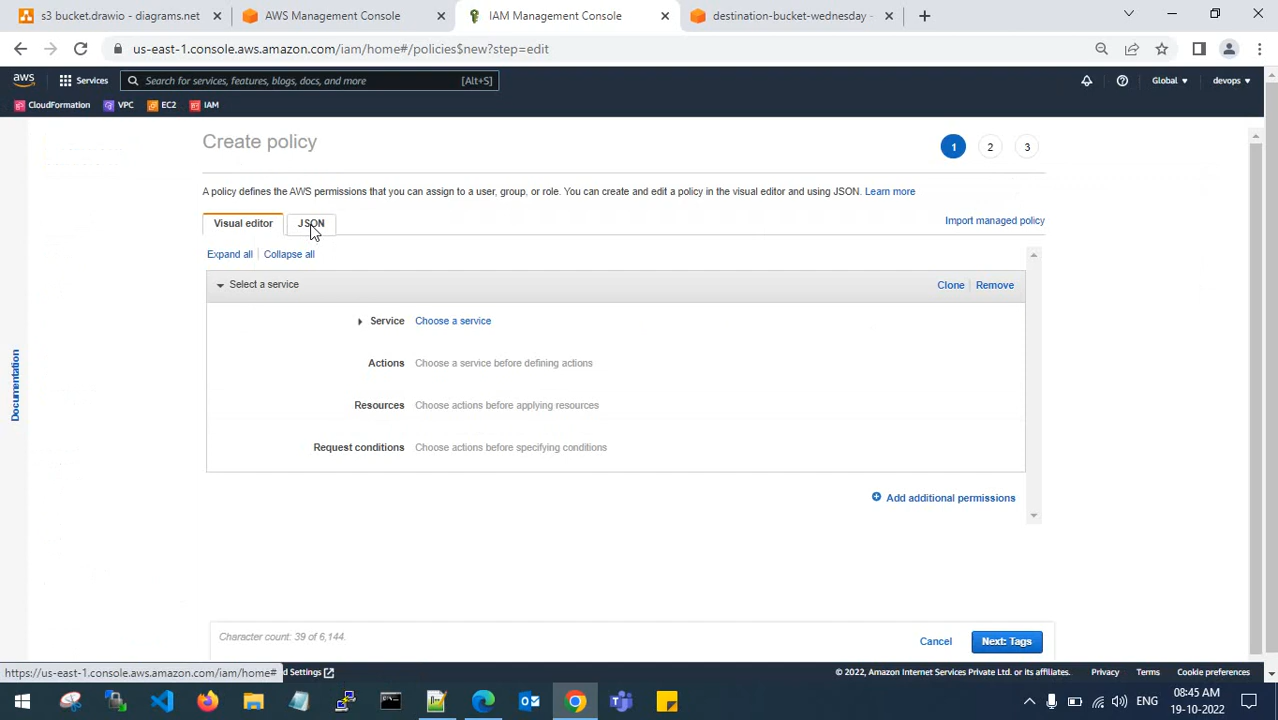 s3 bucket.drawio - diagrams.net
AWS Management Console
IAM Management Console
destination-bucket-wednesday -
us-east-1.console.aws.amazon.com/iam/home#/policies$new?step=edit
aws
Services
Search for services, features, blogs, docs, and more
[Alt+S]
Global
devops
CloudFormation
VPC
EC2
IAM
Create policy
1
2
3
A policy defines the AWS permissions that you can assign to a user, group, or role. You can create and edit a policy in the visual editor and using JSON. Learn more
Visual editor
JSON
Import managed policy
Expand all
Collapse all
Select a service
Clone
Remove
Service
Choose a service
Actions
Choose a service before defining actions
Resources
Choose actions before applying resources
Request conditions
Choose actions before specifying conditions
Documentation
Add additional permissions
Character count: 39 of 6,144.
Cancel
Next: Tags
https://us-east-1.console.aws.amazon.com/iam/home#
d Settings
© 2022, Amazon Internet Services Private Ltd. or its affiliates.
Privacy
Terms
Cookie preferences
ENG
08:45 AM
19-10-2022